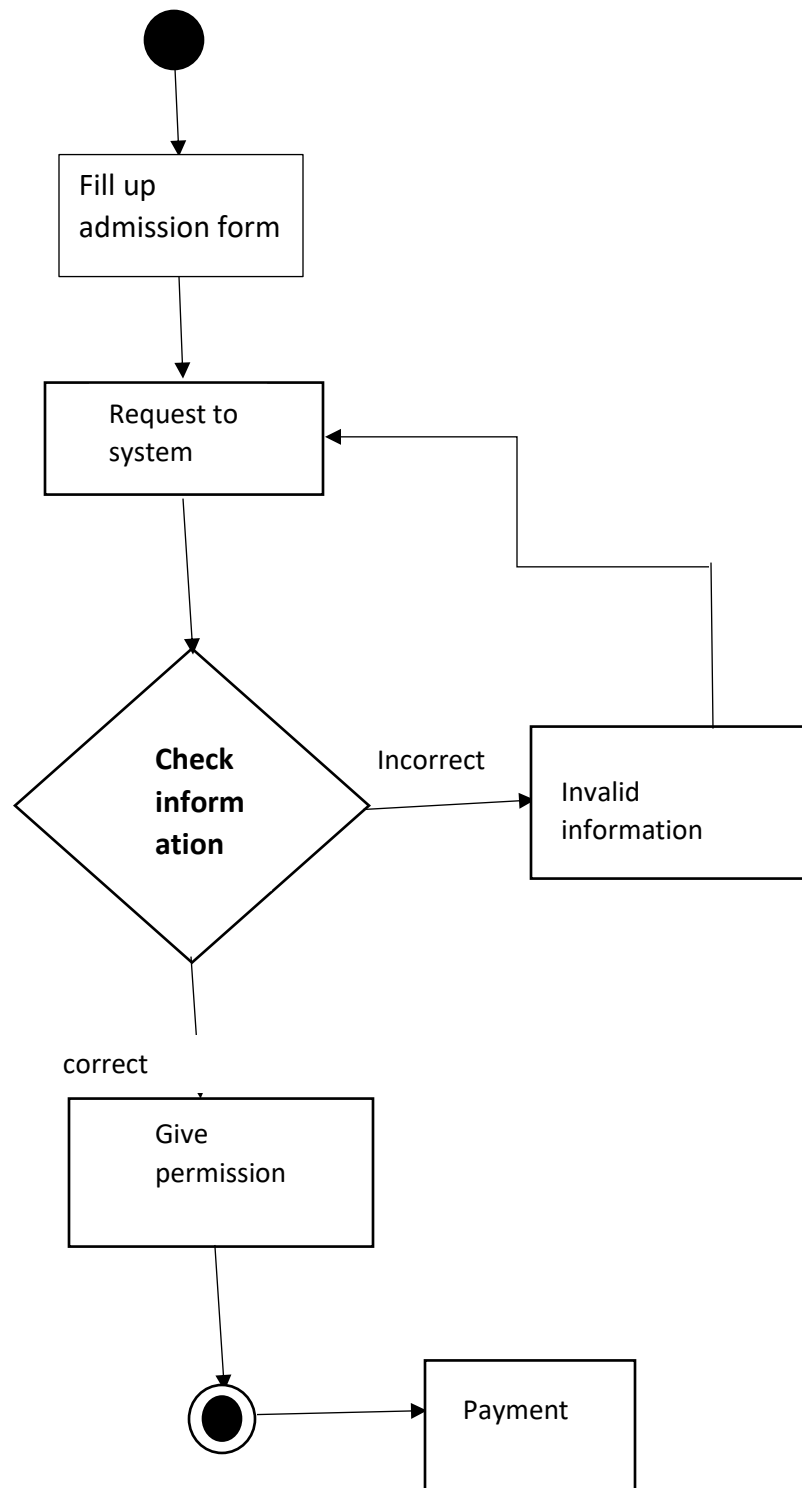 Fill up
admission form
Request to
system
Check
inform
ation
Incorrect
Invalid
information
correct
Give
permission
Payment